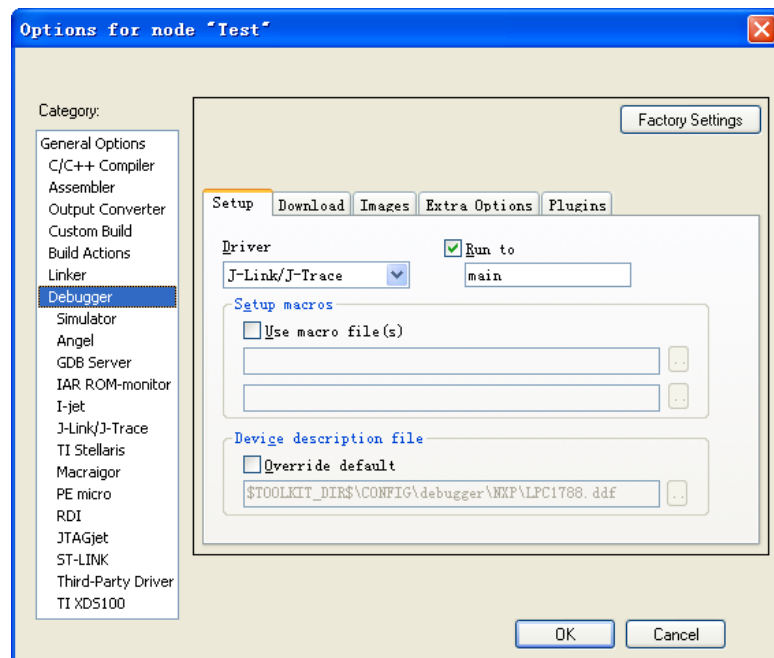 Options for node "Test"
Category:
Factory Settings
General Options
C/C++ Compiler
Assembler
Output Converter
Custom Build
Build Actions
Linker
Debugger
Simulator
Angel
GDB Server
IAR ROM-monitor
I-jet
J-Link/J-Trace
TI Stellaris
Macraigor
PE micro
RDI
JTAGjet
ST-LINK
Third-Party Driver
TI XDS100
Setup Download Images Extra Options Plugins
Driver Run to
J-Link/J-Trace main
Setup macros
Use macro file(s)
..
..
Device description file
Override default
$TOOLKIT_DIR$\CONFIG\debugger\NXP\LPC1788.ddf ..
OK Cancel